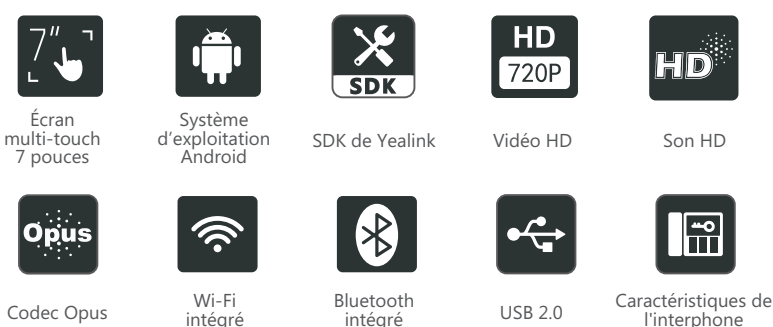 7"
SDK
HD
720P
HD
Écran
multi-touch
7 pouces
Système
d'exploitation
Android
SDK de Yealink
Vidéo HD
Son HD
Opus
Codec Opus
Wi-Fi
intégré
Bluetooth
intégré
USB 2.0
Caractéristiques de
l'interphone